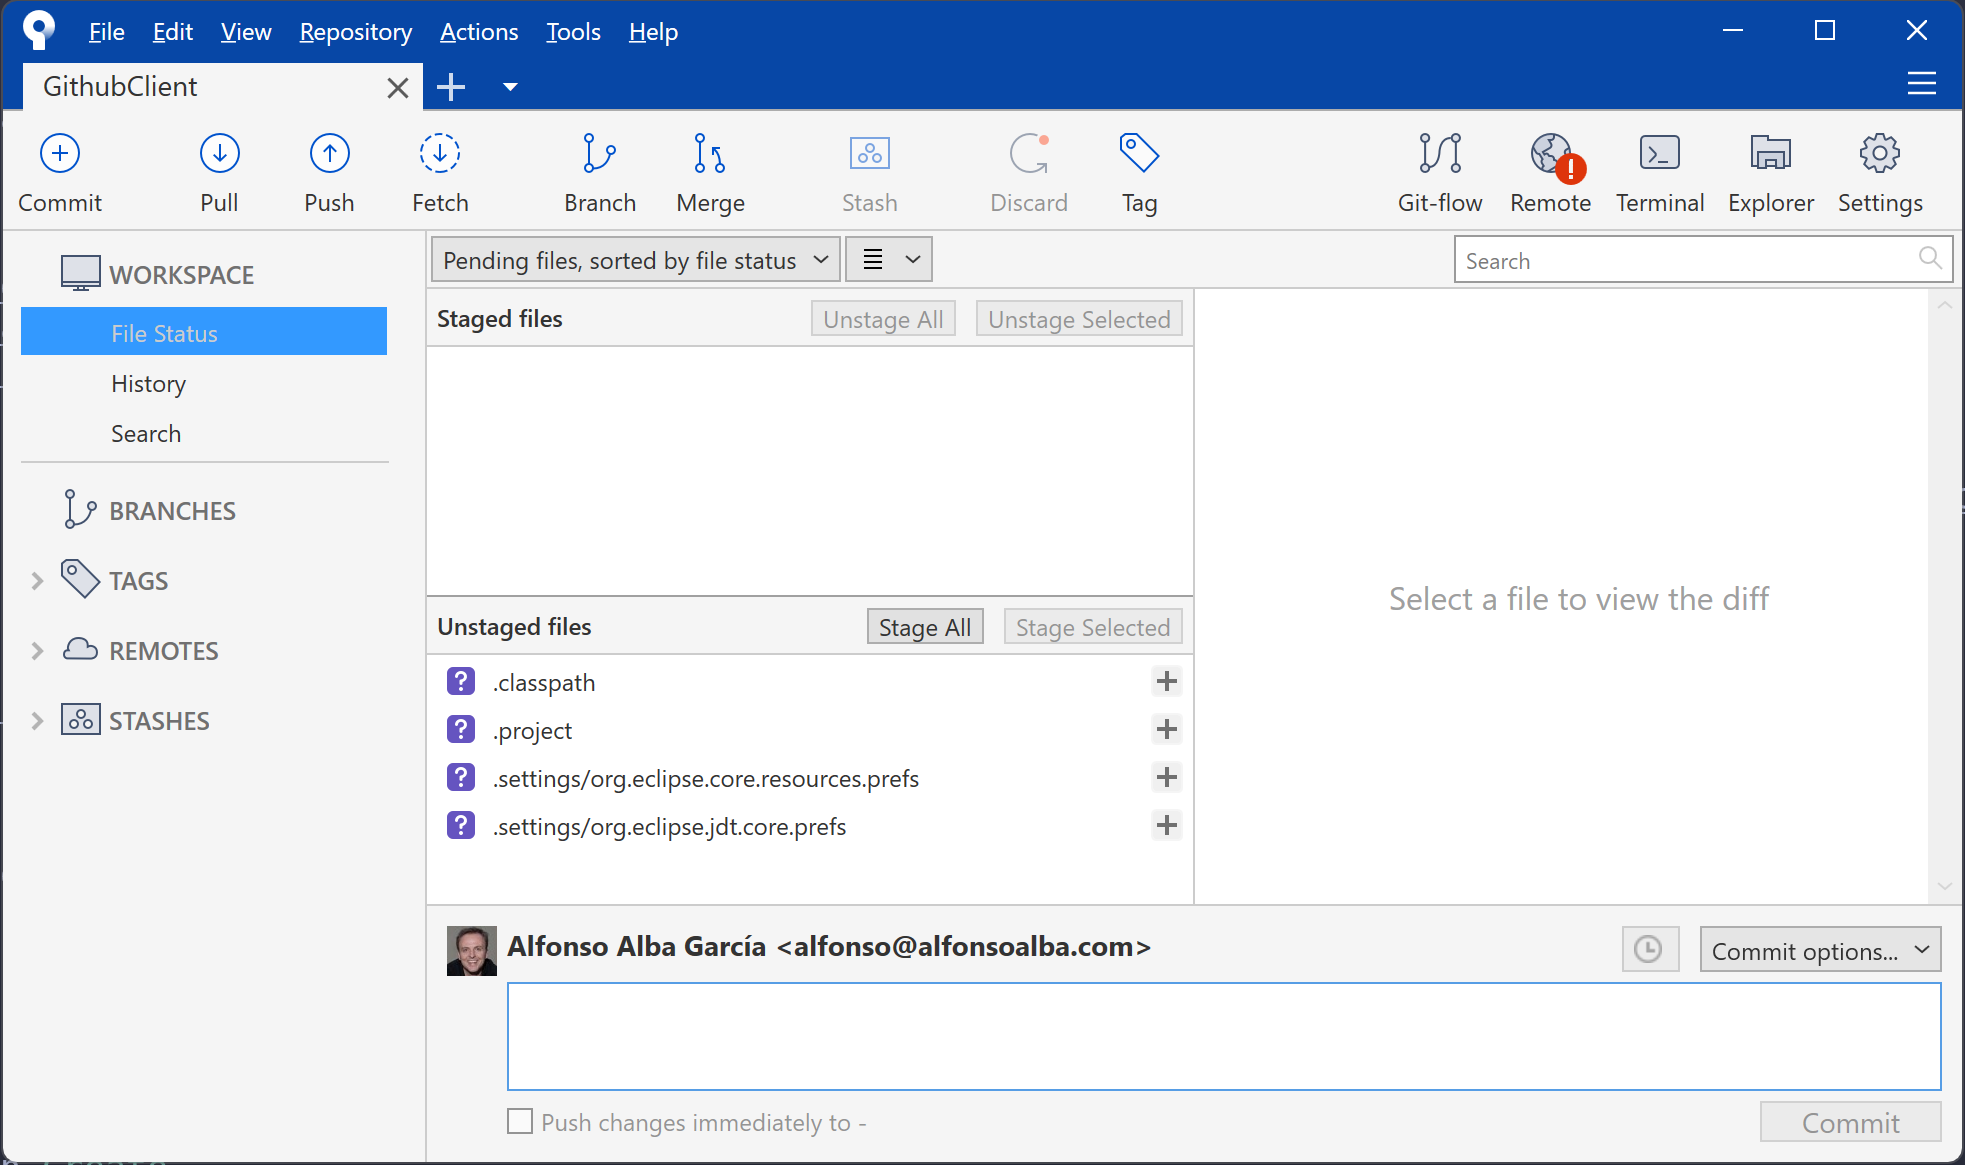 File Edit View Repository Actions Tools Help
GithubClient
Commit Pull Push Fetch Branch Merge Stash Discard Tag Git-flow Remote Terminal Explorer Settings
WORKSPACE
File Status
History
Search
BRANCHES
TAGS
REMOTES
STASHES
Pending files, sorted by file status
Search
Staged files Unstage All Unstage Selected
Select a file to view the diff
Unstaged files Stage All Stage Selected
.classpath
.project
.settings/org.eclipse.core.resources.prefs
.settings/org.eclipse.jdt.core.prefs
Alfonso Alba García <alfonso@alfonsoalba.com>
Commit options...
Push changes immediately to -
Commit